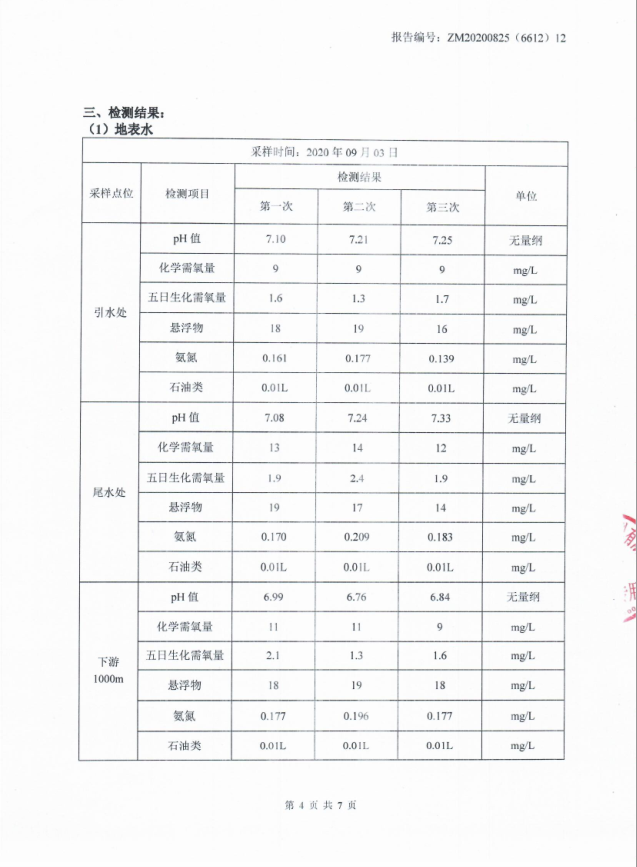 报告编号：ZM20200825（6612）12
三、检测结果：
（1）地表水
采样时间：2020 年 09 月 03 日
采样点位 检测项目 检测结果 单位
第一次 第二次 第三次
引水处
pH 值 7.10 7.21 7.25 无量纲
化学需氧量 9 9 9 mg/L
五日生化需氧量 1.6 1.3 1.7 mg/L
悬浮物 18 19 16 mg/L
氨氮 0.161 0.177 0.139 mg/L
石油类 0.01L 0.01L 0.01L mg/L
尾水处
pH 值 7.08 7.24 7.33 无量纲
化学需氧量 13 14 12 mg/L
五日生化需氧量 1.9 2.4 1.9 mg/L
悬浮物 19 17 14 mg/L
氨氮 0.170 0.209 0.183 mg/L
石油类 0.01L 0.01L 0.01L mg/L
下游
1000m
pH 值 6.99 6.76 6.84 无量纲
化学需氧量 11 11 9 mg/L
五日生化需氧量 2.1 1.3 1.6 mg/L
悬浮物 18 19 18 mg/L
氨氮 0.177 0.196 0.177 mg/L
石油类 0.01L 0.01L 0.01L mg/L
第 4 页 共 7 页